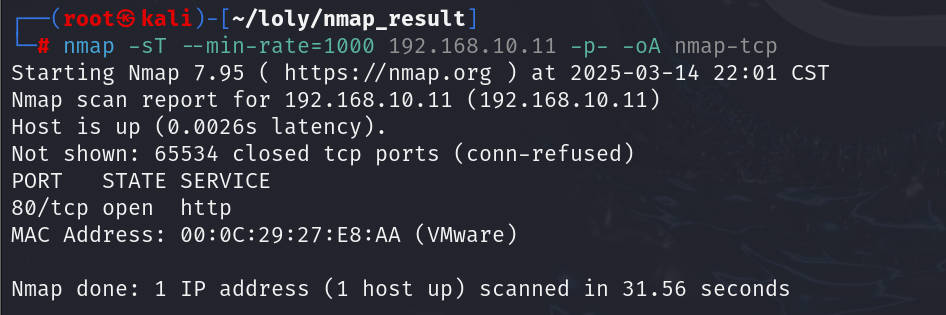 ┌──(root㉿kali)-[~/loly/nmap_result]
└─# nmap -sT --min-rate=1000 192.168.10.11 -p- -oA nmap-tcp
Starting Nmap 7.95 ( https://nmap.org ) at 2025-03-14 22:01 CST
Nmap scan report for 192.168.10.11 (192.168.10.11)
Host is up (0.0026s latency).
Not shown: 65534 closed tcp ports (conn-refused)
PORT   STATE SERVICE
80/tcp open  http
MAC Address: 00:0C:29:27:E8:AA (VMware)
Nmap done: 1 IP address (1 host up) scanned in 31.56 seconds